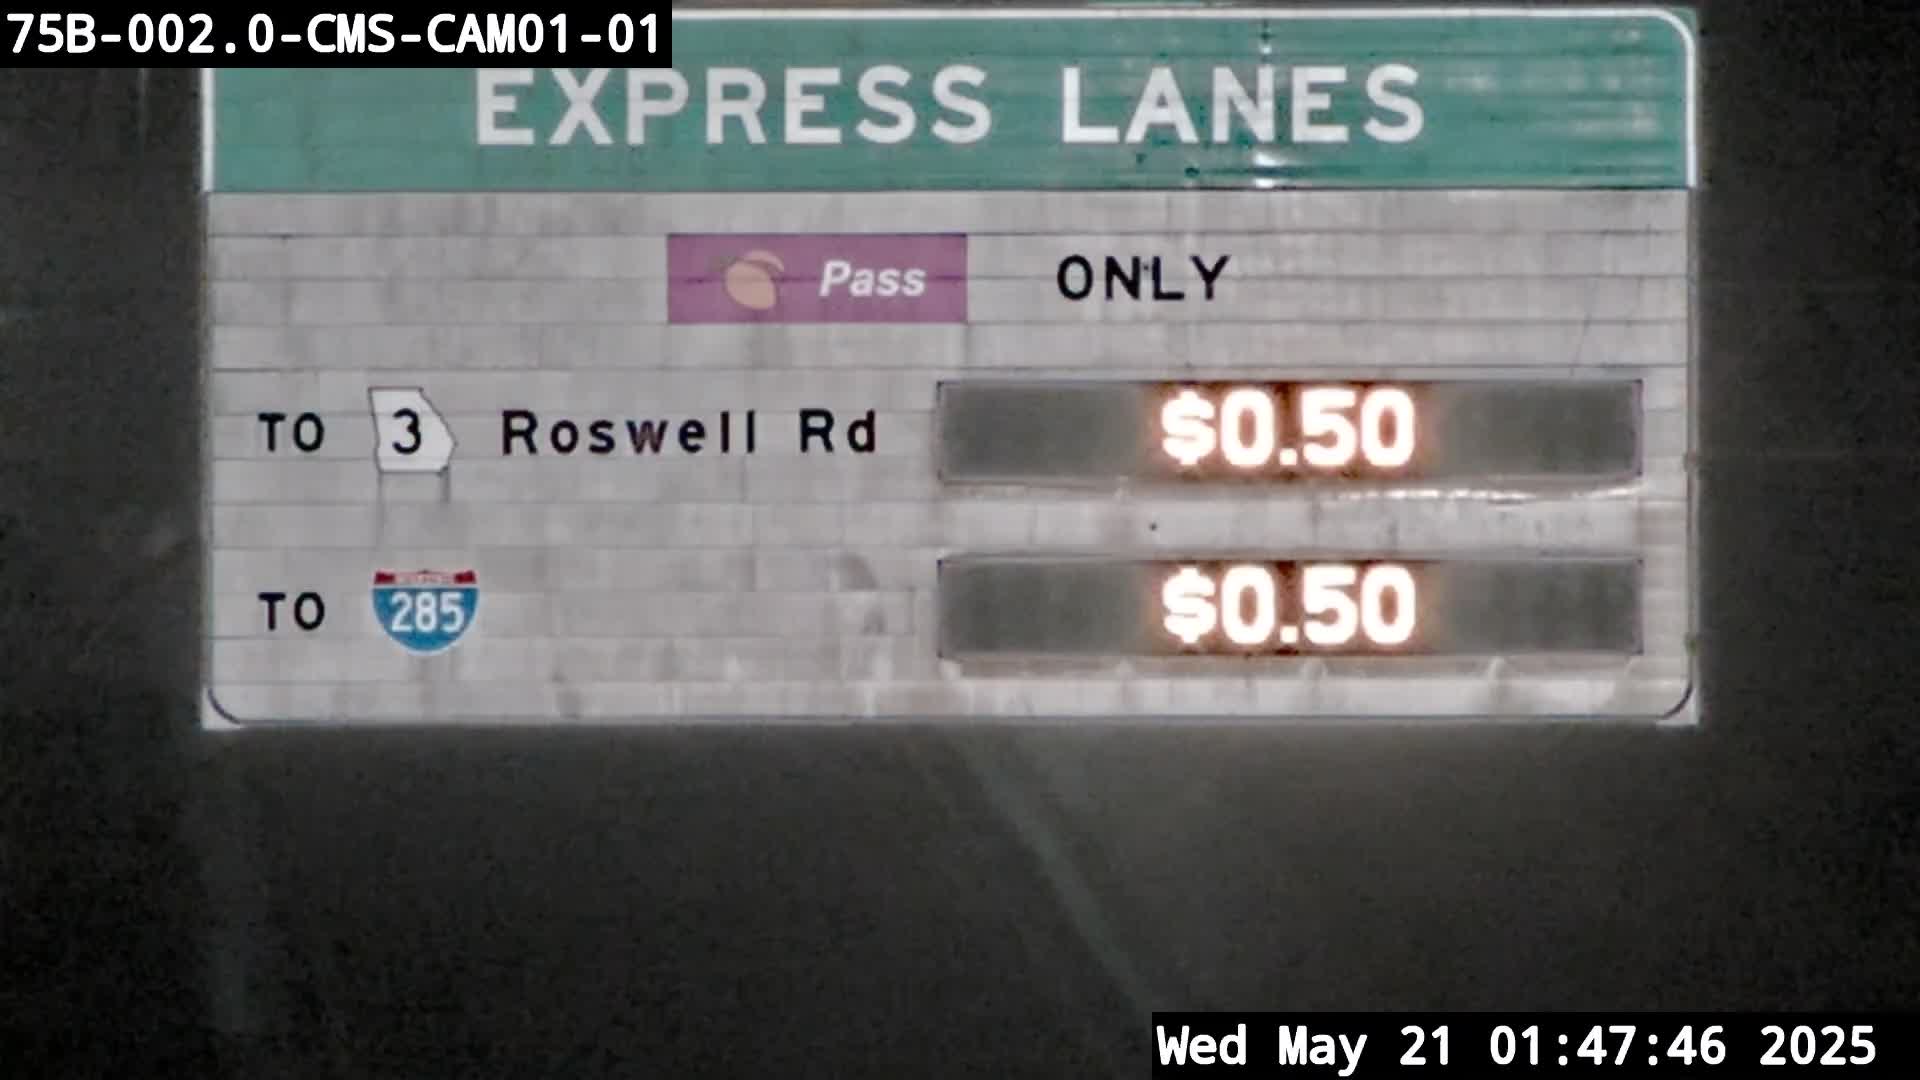 75B-002.0-CMS-CAM01-01
EXPRESS LANES
Pass ONLY
TO 3 Roswell Rd $0.50
TO 285 $0.50
Wed May 21 01:47:46 2025